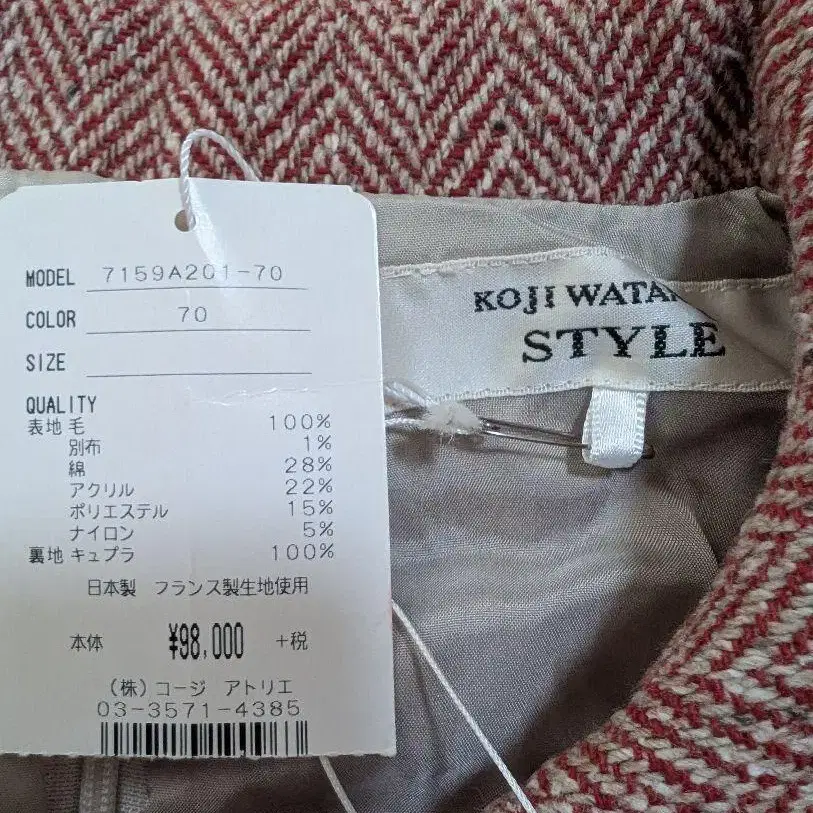 MODEL 7159A201-70
COLOR 70
SIZE
QUALITY
表地 毛 100%
別布 1%
綿 28%
アクリル 22%
ポリエステル 15%
ナイロン 5%
裏地 キュプラ 100%
日本製 フランス製生地使用
本体 ¥98,000 +税
(株)コージ アトリエ
03-3571-4385
KOJI
STYLE